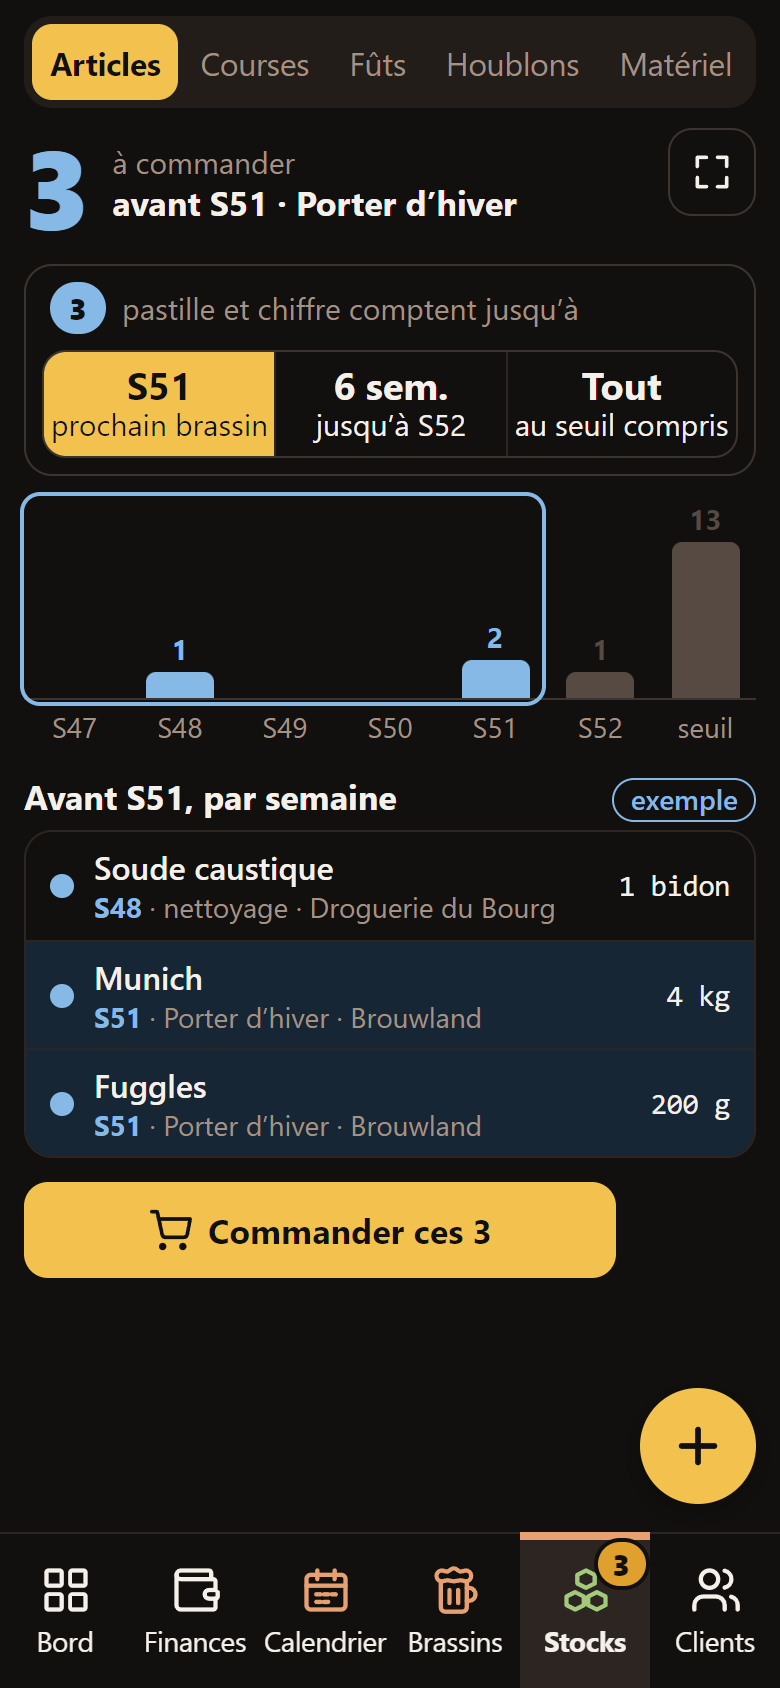 Articles Courses Fûts Houblons Matériel
3
à commander
avant S51 · Porter d’hiver
3 pastille et chiffre comptent jusqu’à
S51 6 sem. Tout
prochain brassin jusqu’à S52 au seuil compris
13
1 2 1
S47 S48 S49 S50 S51 S52 seuil
Avant S51, par semaine exemple
Soude caustique 1 bidon
S48 · nettoyage · Droguerie du Bourg
Munich 4 kg
S51 · Porter d’hiver · Brouwland
Fuggles 200 g
S51 · Porter d’hiver · Brouwland
Commander ces 3
3
Bord Finances Calendrier Brassins Stocks Clients